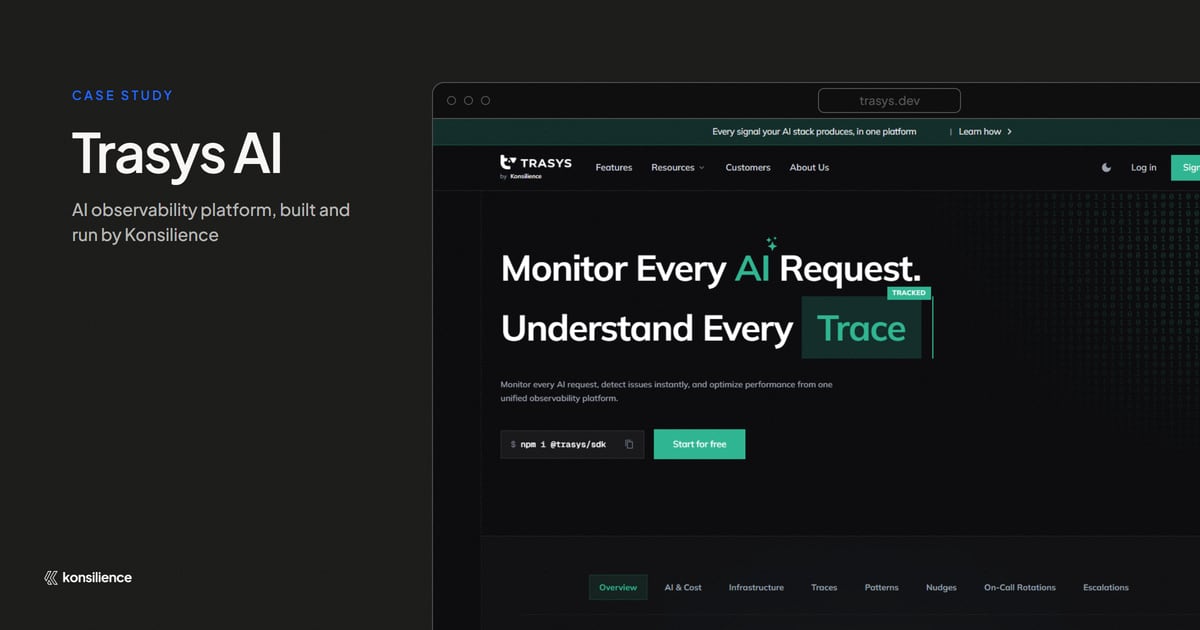 CASE STUDY
Trasys AI
AI observability platform, built and
run by Konsilience
konsilience
trasys.dev
Every signal your AI stack produces, in one platform | Learn how
TRASYS
by Konsilience
Features
Resources
Customers
About Us
Log in
Monitor Every AI Request.
TRACKED
Understand Every Trace
Monitor every AI request, detect issues instantly, and optimize performance from one
unified observability platform.
$ npm i @trasys/sdk
Start for free
Overview
AI & Cost
Infrastructure
Traces
Patterns
Nudges
On-Call Rotations
Escalations